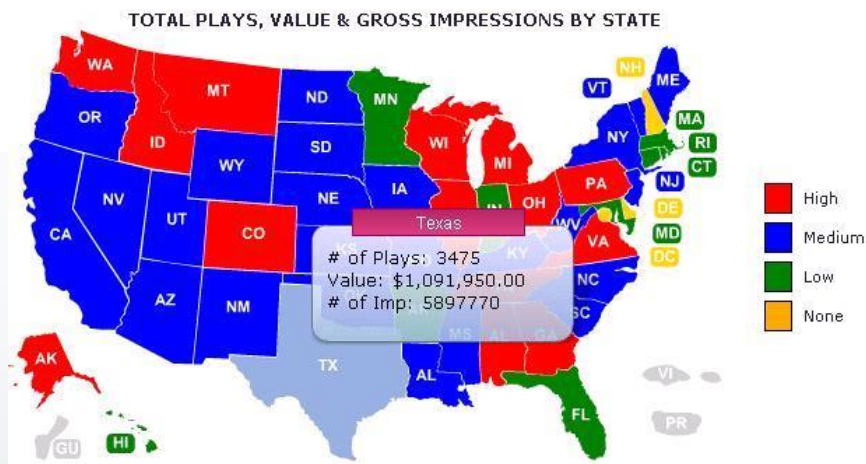 TOTAL PLAYS, VALUE & GROSS IMPRESSIONS BY STATE
WA
MT
ND
MN
OR
ID
WY
SD
WI
MI
NH
VT
ME
NY
MA
RI
CT
NV
UT
CO
NE
IA
IN
OH
PA
NJ
DE
MD
DC
CA
AZ
NM
KS
KY
WV
VA
NC
SC
Texas
# of Plays: 3475
Value: $1,091,950.00
# of Imp: 5897770
OK
MS
AL
GA
TX
AL
FL
AK
HI
GU
VI
PR
High
Medium
Low
None